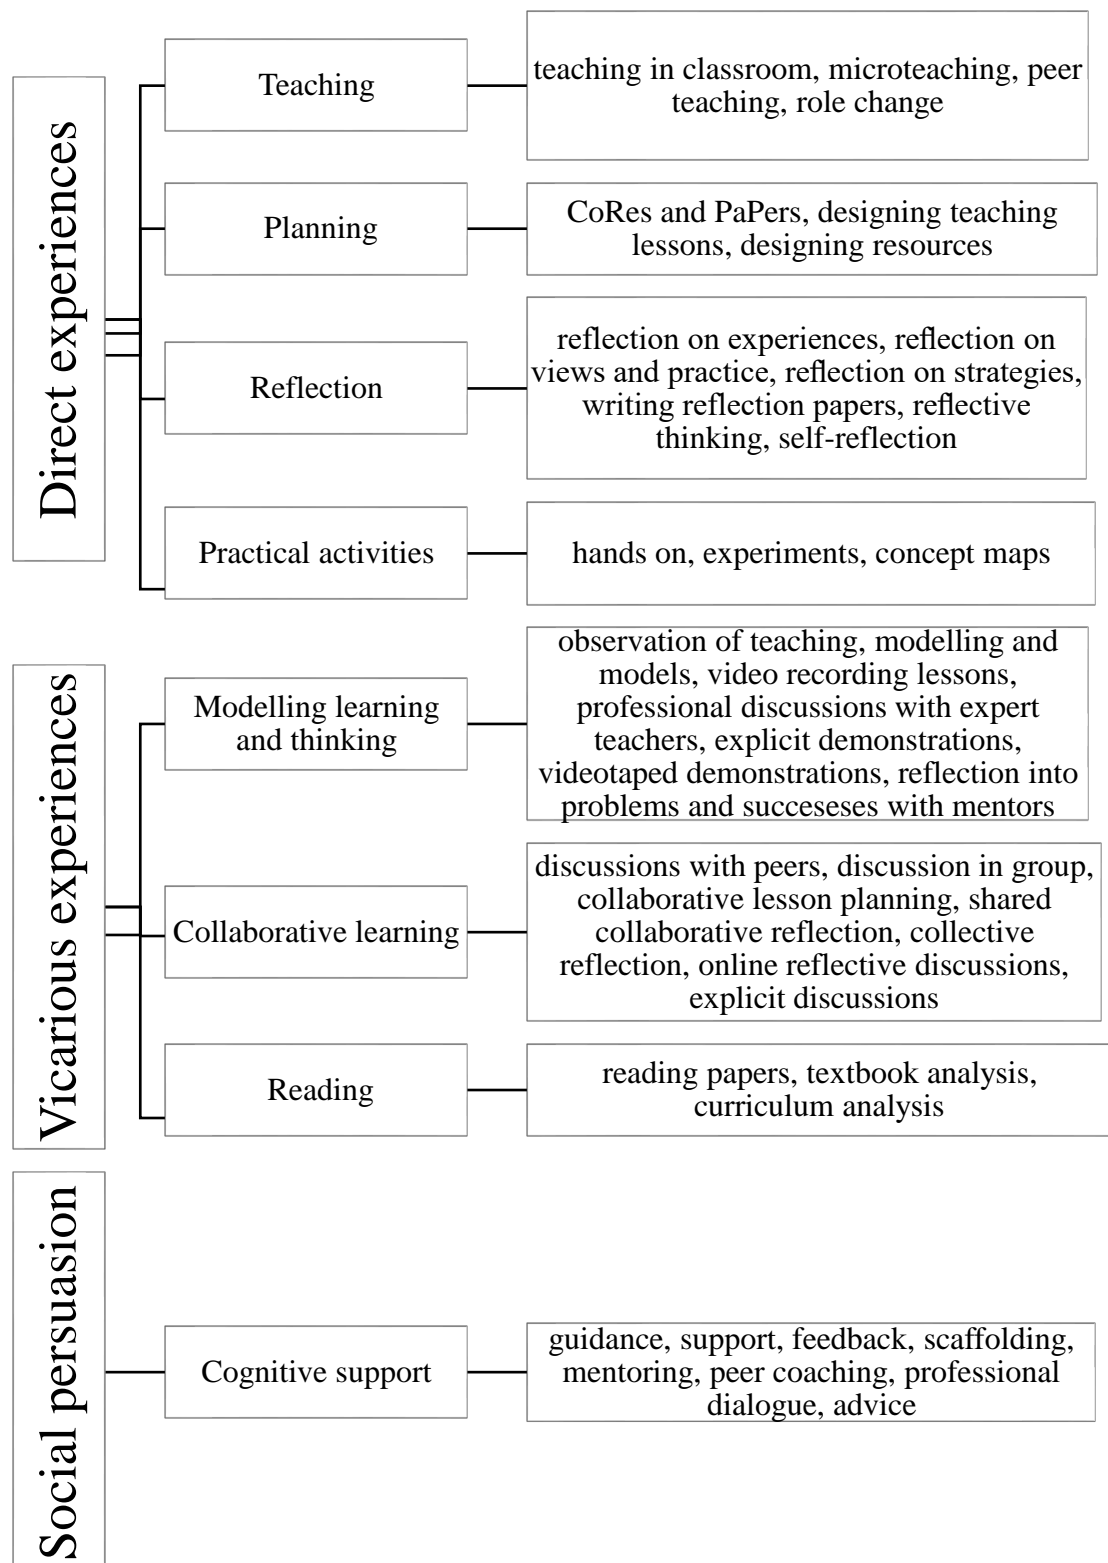 Direct experiences
Teaching
teaching in classroom, microteaching, peer
teaching, role change
Planning
CoRes and PaPers, designing teaching
lessons, designing resources
Reflection
reflection on experiences, reflection on
views and practice, reflection on strategies,
writing reflection papers, reflective
thinking, self-reflection
Practical activities
hands on, experiments, concept maps
Vicarious experiences
Modelling learning
and thinking
observation of teaching, modelling and
models, video recording lessons,
professional discussions with expert
teachers, explicit demonstrations,
videotaped demonstrations, reflection into
problems and succeseses with mentors
Collaborative learning
discussions with peers, discussion in group,
collaborative lesson planning, shared
collaborative reflection, collective
reflection, online reflective discussions,
explicit discussions
Reading
reading papers, textbook analysis,
curriculum analysis
Social persuasion
Cognitive support
guidance, support, feedback, scaffolding,
mentoring, peer coaching, professional
dialogue, advice